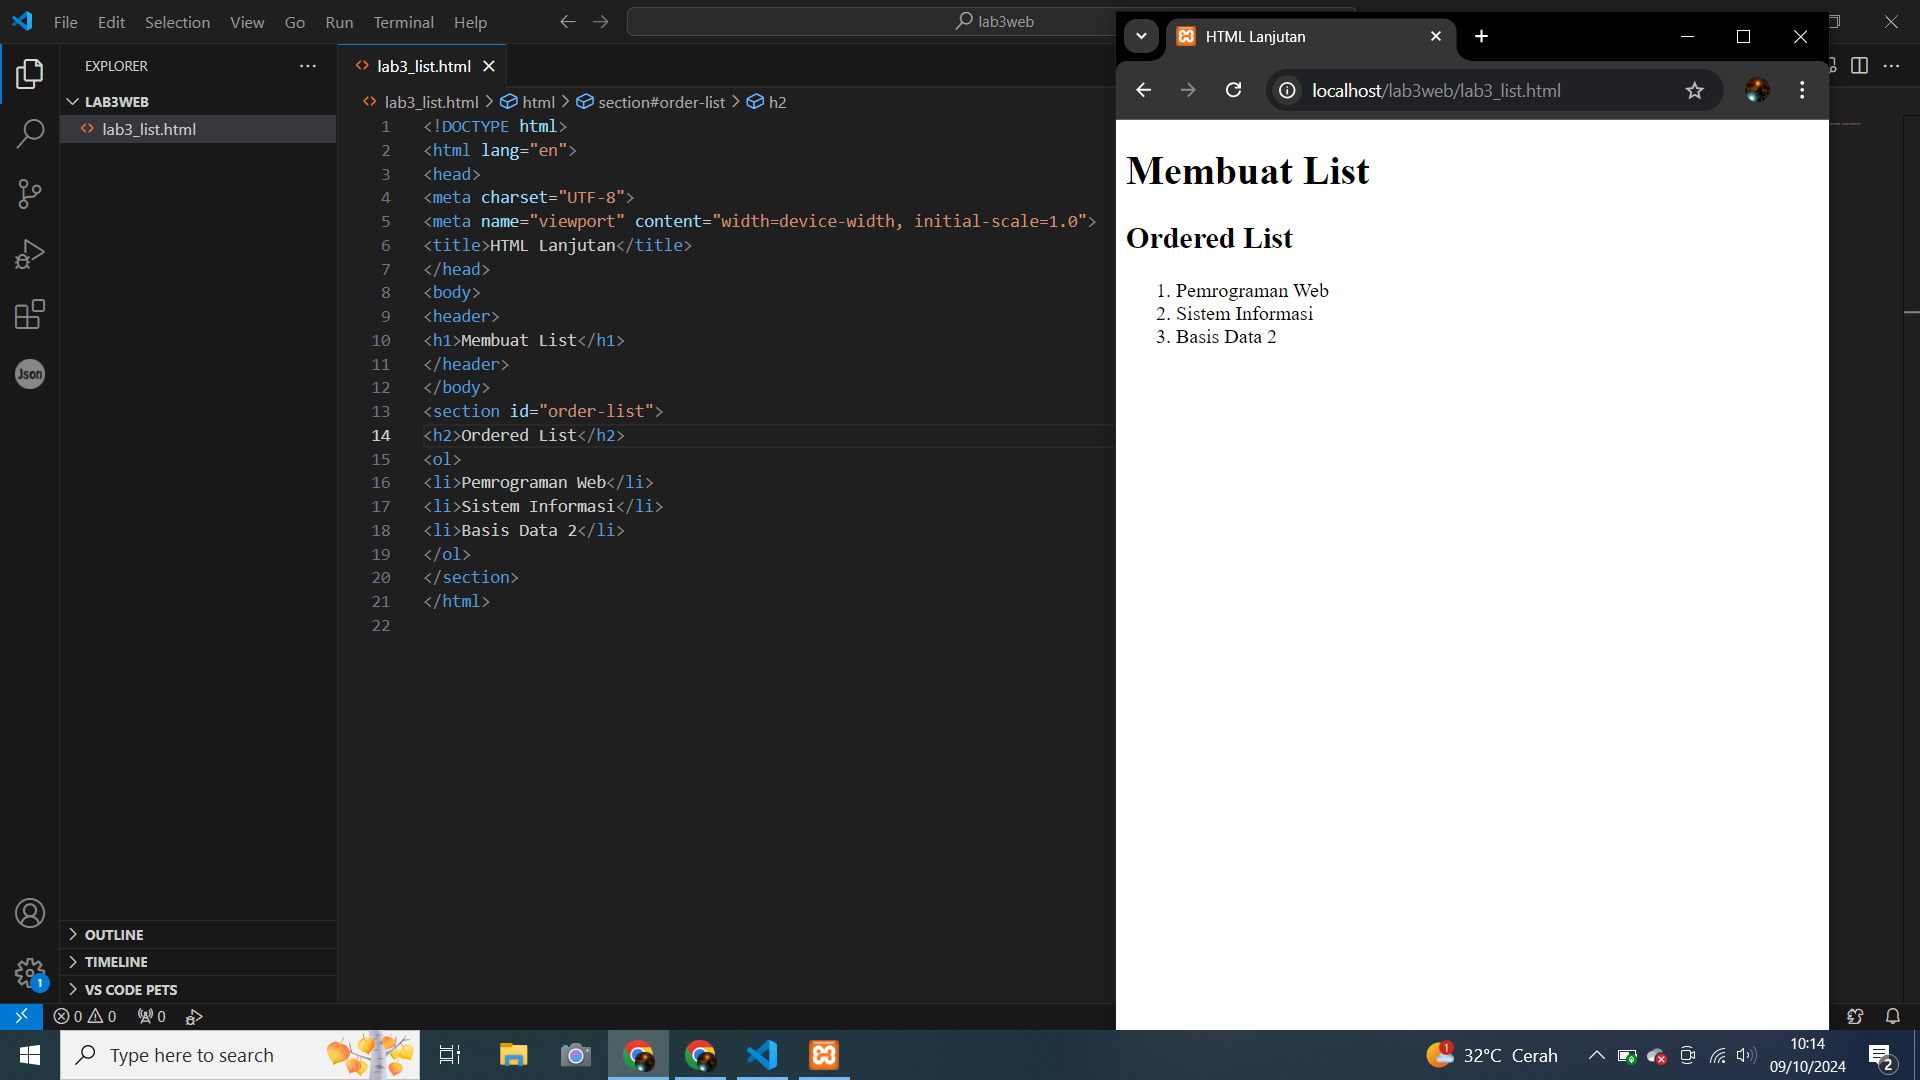 File Edit Selection View Go Run Terminal Help
lab3web
EXPLORER
LAB3WEB
lab3_list.html
lab3_list.html
lab3_list.html html section#order-list h2
1 <!DOCTYPE html>
2 <html lang="en">
3 <head>
4 <meta charset="UTF-8">
5 <meta name="viewport" content="width=device-width, initial-scale=1.0">
6 <title>HTML Lanjutan</title>
7 </head>
8 <body>
9 <header>
10 <h1>Membuat List</h1>
11 </header>
12 </body>
13 <section id="order-list">
14 <h2>Ordered List</h2>
15 <ol>
16 <li>Pemrograman Web</li>
17 <li>Sistem Informasi</li>
18 <li>Basis Data 2</li>
19 </ol>
20 </section>
21 </html>
22
Json
OUTLINE
TIMELINE
VS CODE PETS
1
0 0 0
HTML Lanjutan
localhost/lab3web/lab3_list.html
Membuat List
Ordered List
1. Pemrograman Web
2. Sistem Informasi
3. Basis Data 2
Type here to search
1
32°C Cerah
10:14
09/10/2024
2